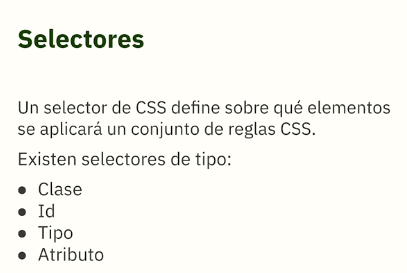 Selectores
Un selector de CSS define sobre qué elementos
se aplicará un conjunto de reglas CSS.
Existen selectores de tipo:
● Clase
● Id
● Tipo
● Atributo